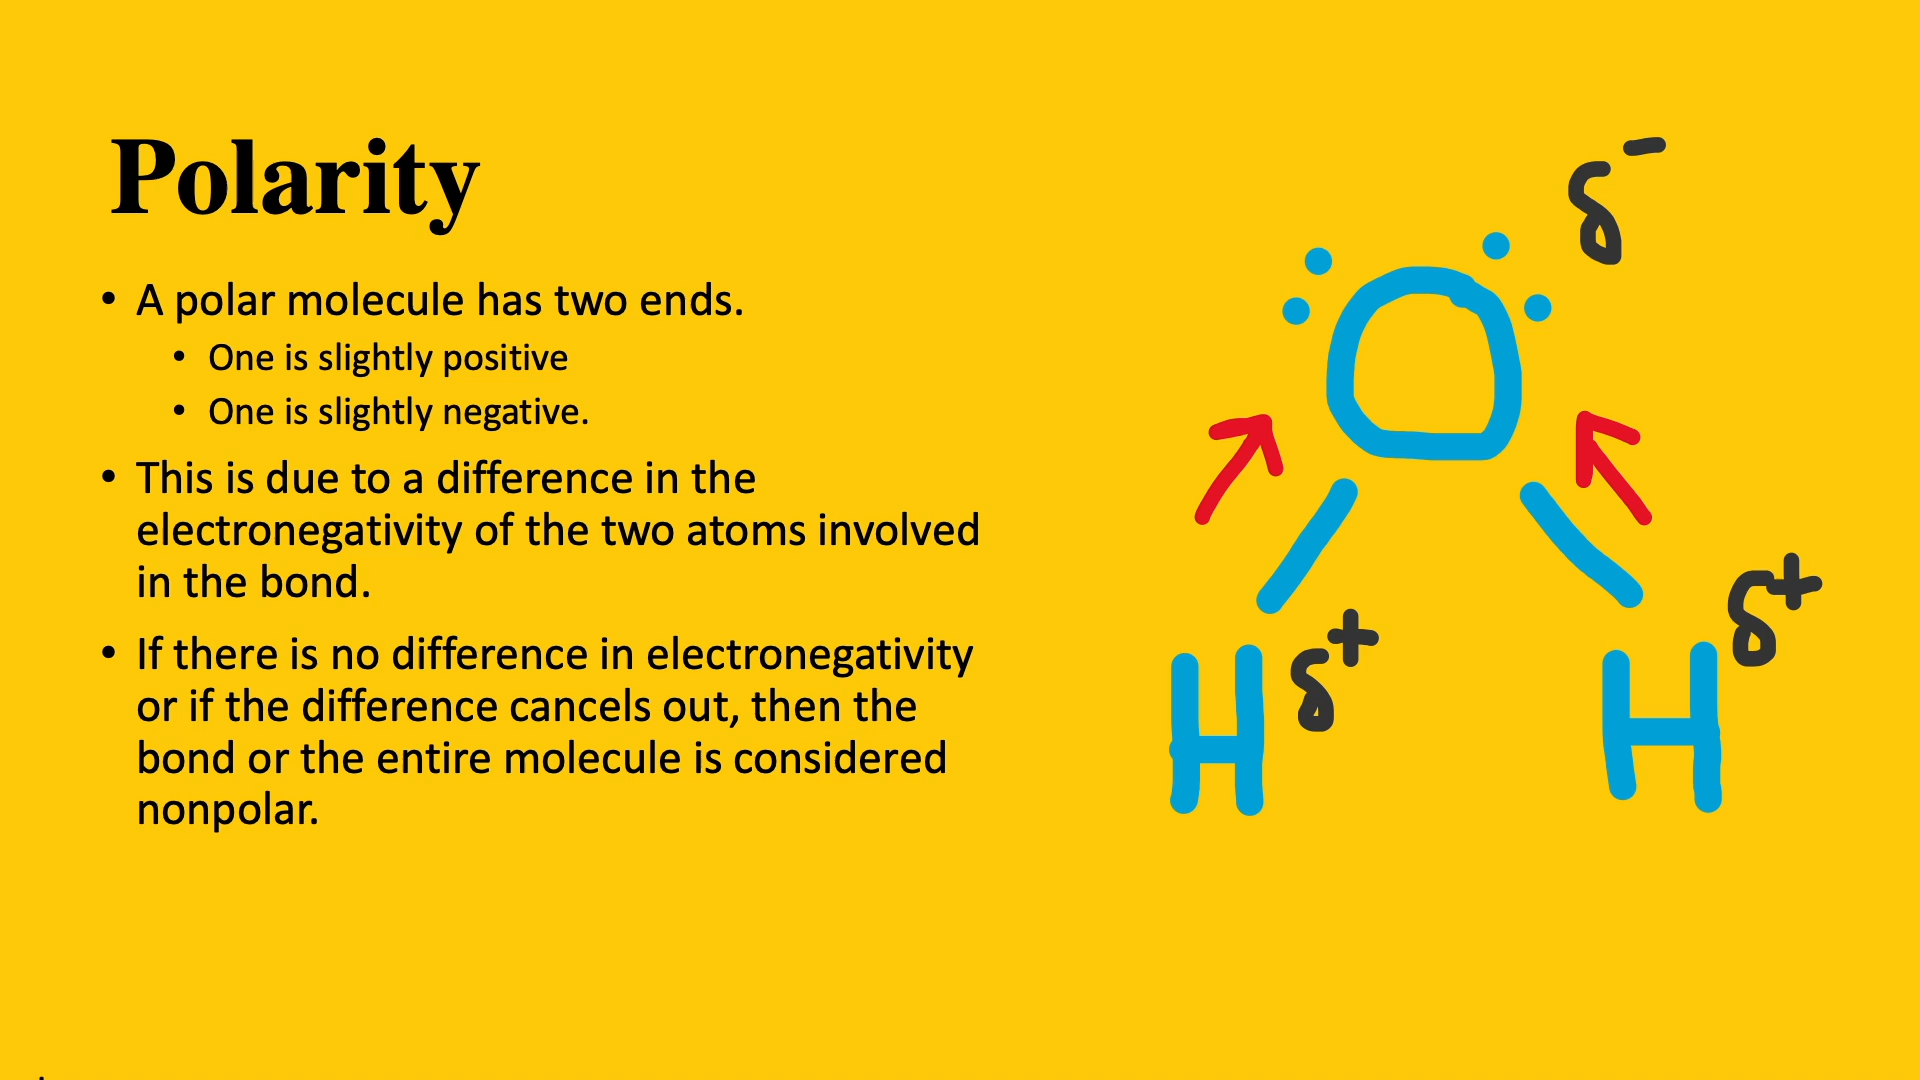 Polarity
• A polar molecule has two ends.
• One is slightly positive
• One is slightly negative.
• This is due to a difference in the
electronegativity of the two atoms involved
in the bond.
• If there is no difference in electronegativity
or if the difference cancels out, then the
bond or the entire molecule is considered
nonpolar.
δ⁻
O
H δ⁺ H δ⁺